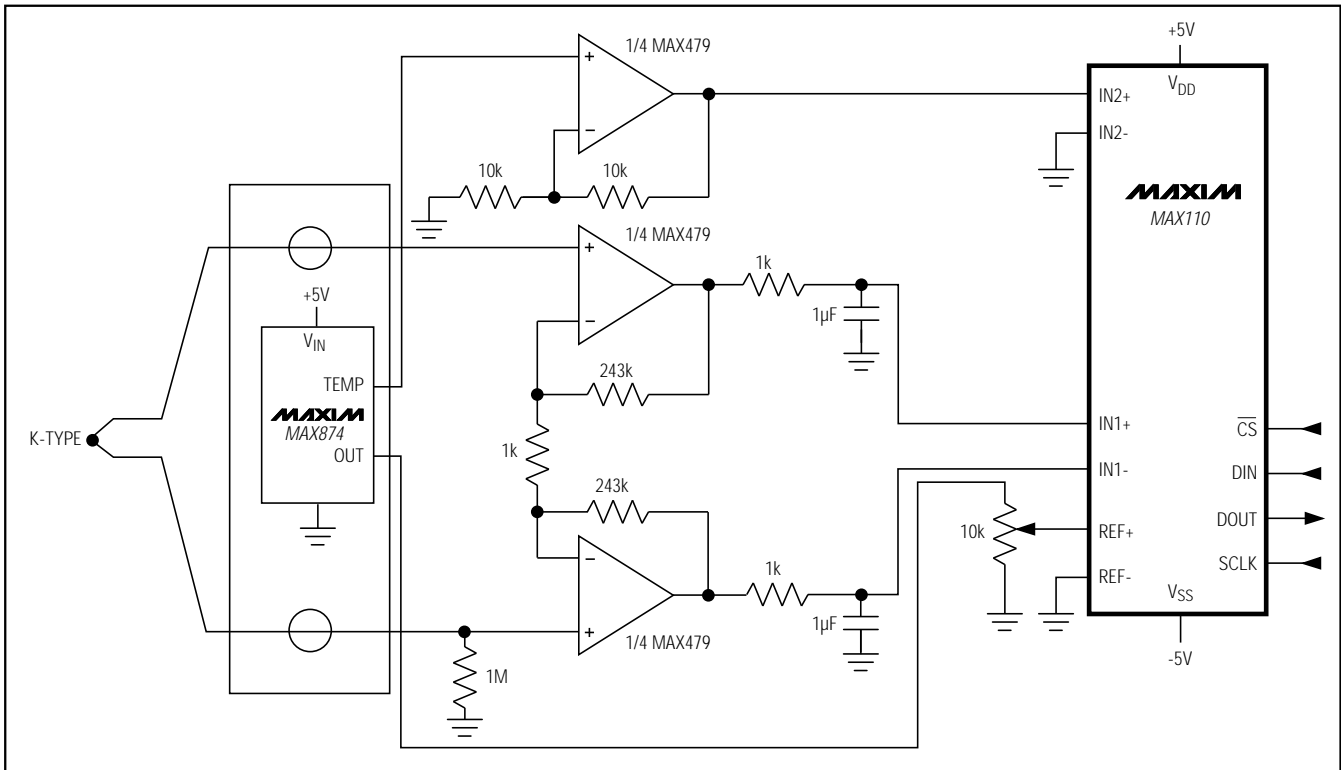 1/4 MAX479
+
−
10k
10k
+5V
VDD
IN2+
IN2-
MAXIM
MAX110
1/4 MAX479
+
−
1k
1µF
243k
+5V
VIN
TEMP
MAXIM
MAX874
OUT
K-TYPE
1k
243k
−
+
1/4 MAX479
1k
1µF
1M
IN1+
IN1-
10k
REF+
REF-
CS
DIN
DOUT
SCLK
VSS
-5V